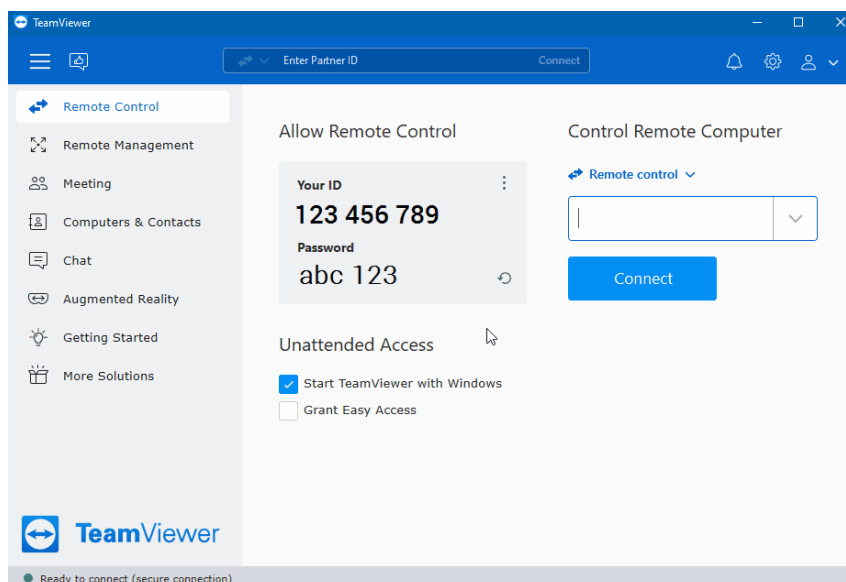 TeamViewer
Enter Partner ID
Connect
Remote Control
Remote Management
Meeting
Computers & Contacts
Chat
Augmented Reality
Getting Started
More Solutions
Allow Remote Control
Your ID
123 456 789
Password
abc 123
Unattended Access
Start TeamViewer with Windows
Grant Easy Access
Control Remote Computer
Remote control
Connect
TeamViewer
Ready to connect (secure connection)